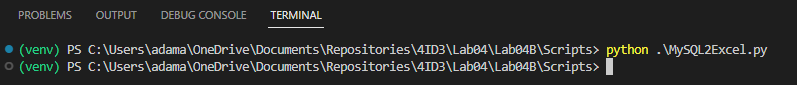 PROBLEMS OUTPUT DEBUG CONSOLE TERMINAL
(venv) PS C:\Users\adama\OneDrive\Documents\Repositories\4ID3\Lab04\Lab04B\Scripts> python .\MySQL2Excel.py
(venv) PS C:\Users\adama\OneDrive\Documents\Repositories\4ID3\Lab04\Lab04B\Scripts>